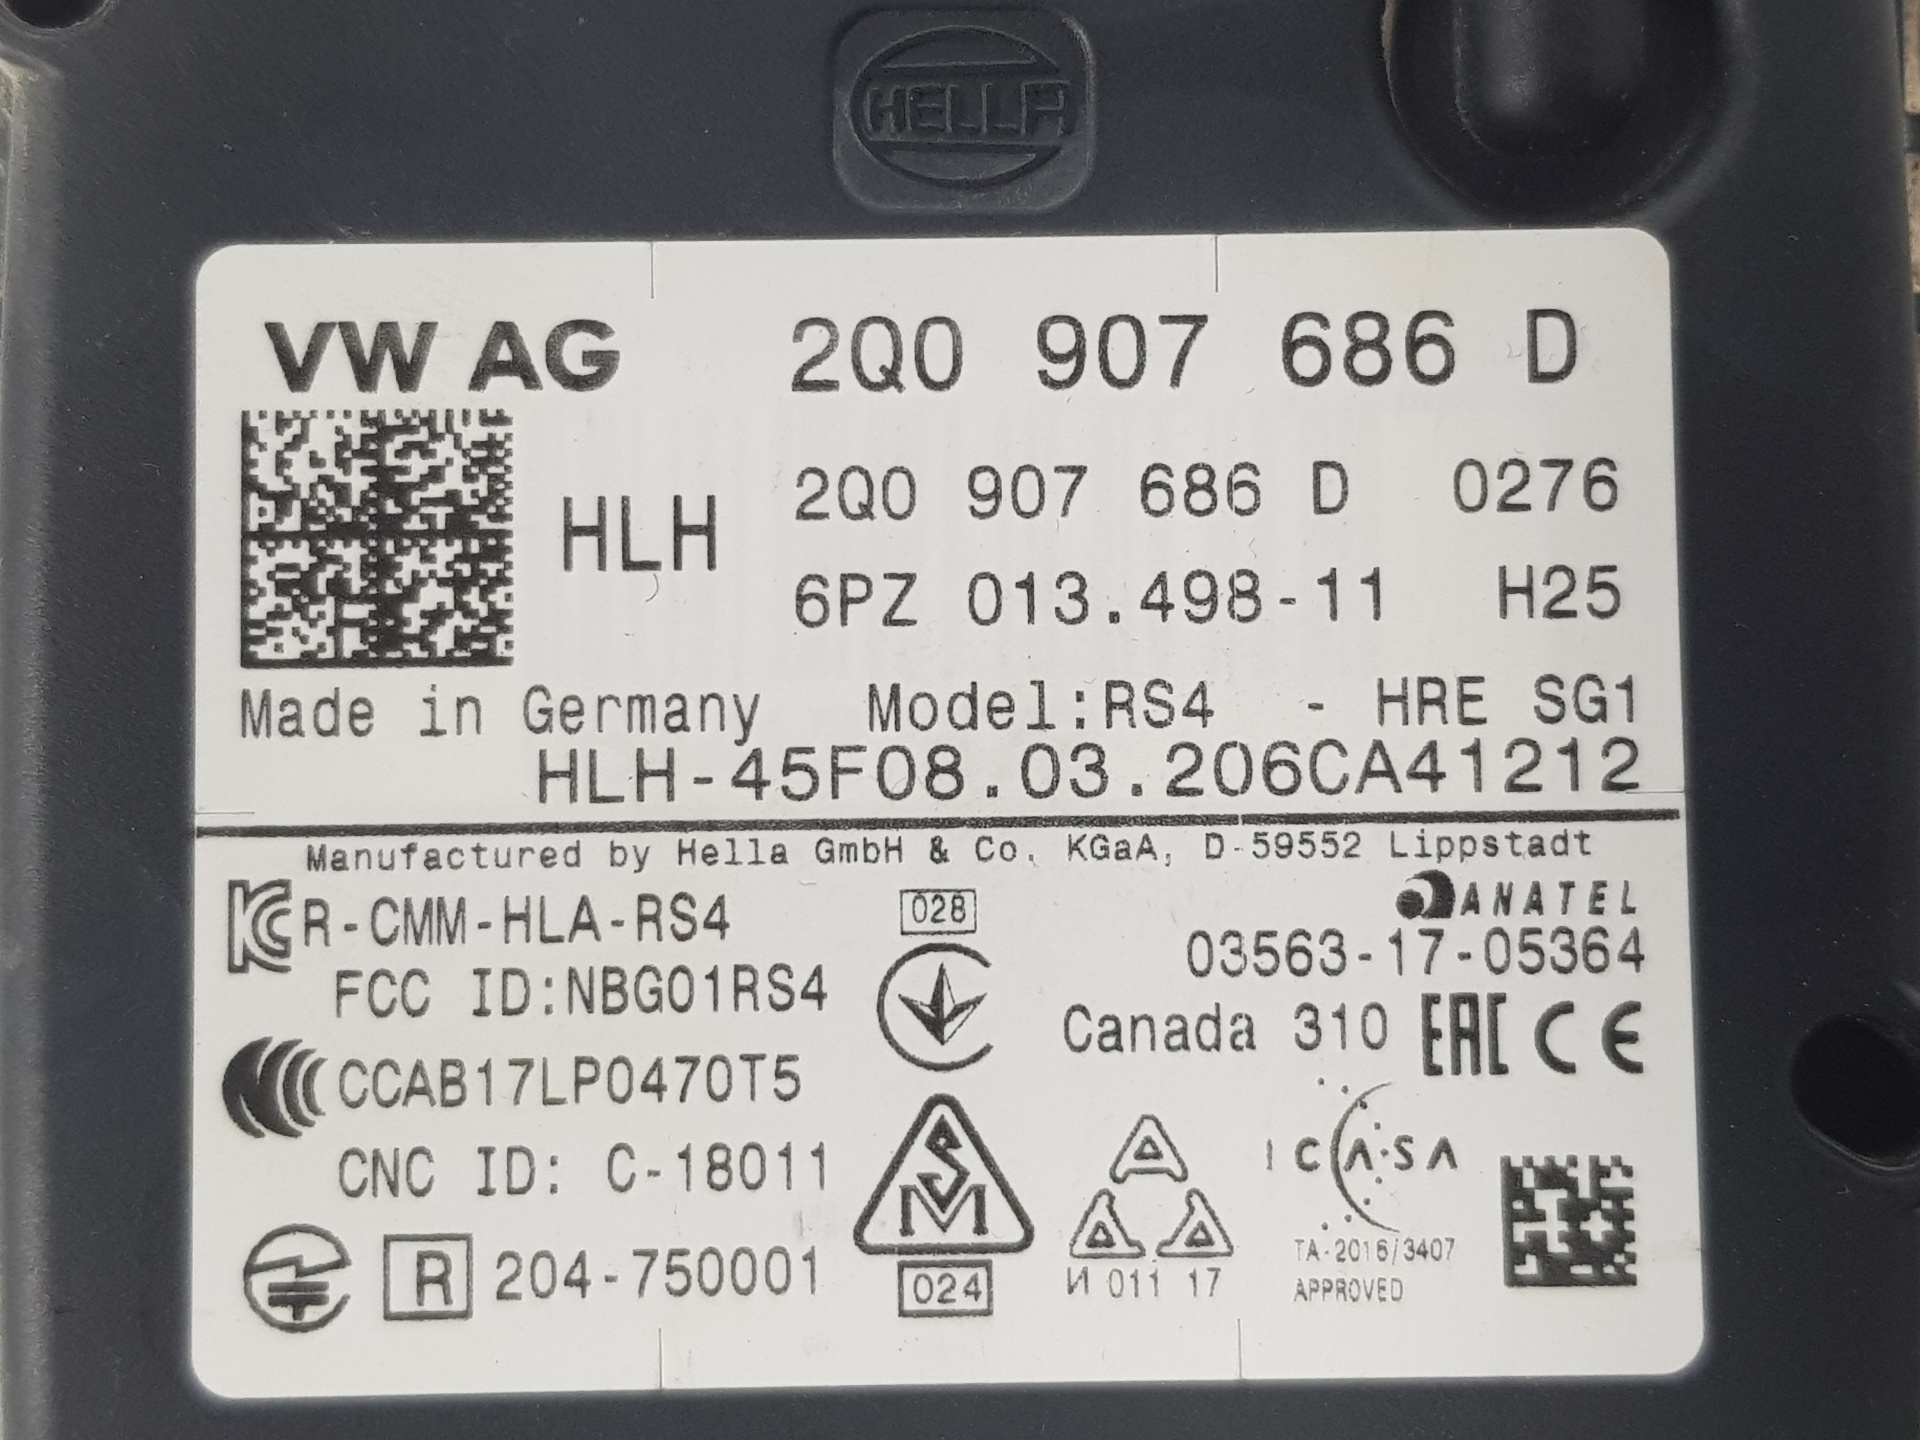 HELLA
VW AG 2Q0 907 686 D
HLH 2Q0 907 686 D 0276
6PZ 013.498-11 H25
Made in Germany Model:RS4 - HRE SG1
HLH-45F08.03.206CA41212
Manufactured by Hella GmbH & Co. KGaA, D-59552 Lippstadt
R-CMM-HLA-RS4 028 ANATEL
03563-17-05364
FCC ID:NBG01RS4
Canada 310 EAC CE
CCAB17LP0470T5
CNC ID: C-18011 SM ICASA
R 204-750001 024 И 011 17 TA-2016/3407
APPROVED